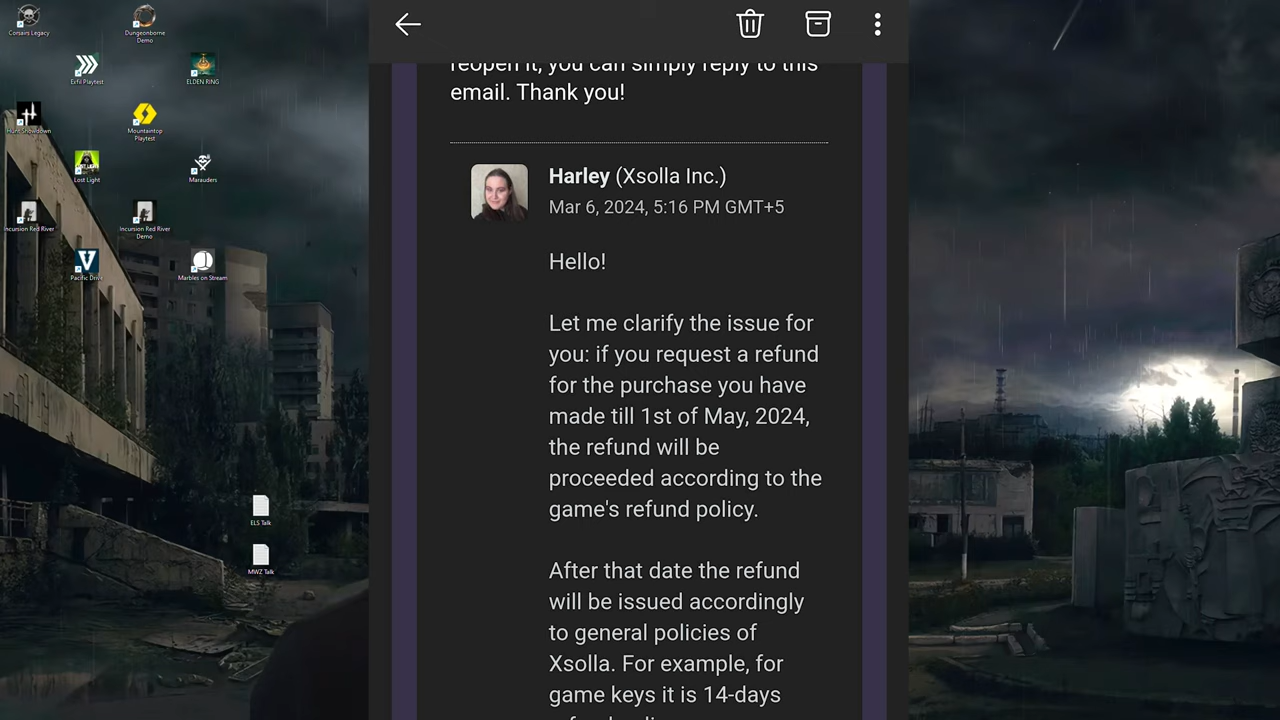 Corsairs Legacy
Dungeonborne
Demo
Exfil Playtest
ELDEN RING
Hunt Showdown
Mountaintop
Playtest
Lost Light
Marauders
Incursion Red River
Incursion Red River
Demo
Pacific Drive
Marbles on Stream
ELS Talk
MWZ Talk
reopen it, you can simply reply to this
email. Thank you!
Harley (Xsolla Inc.)
Mar 6, 2024, 5:16 PM GMT+5
Hello!
Let me clarify the issue for
you: if you request a refund
for the purchase you have
made till 1st of May, 2024,
the refund will be
proceeded according to the
game's refund policy.
After that date the refund
will be issued accordingly
to general policies of
Xsolla. For example, for
game keys it is 14-days